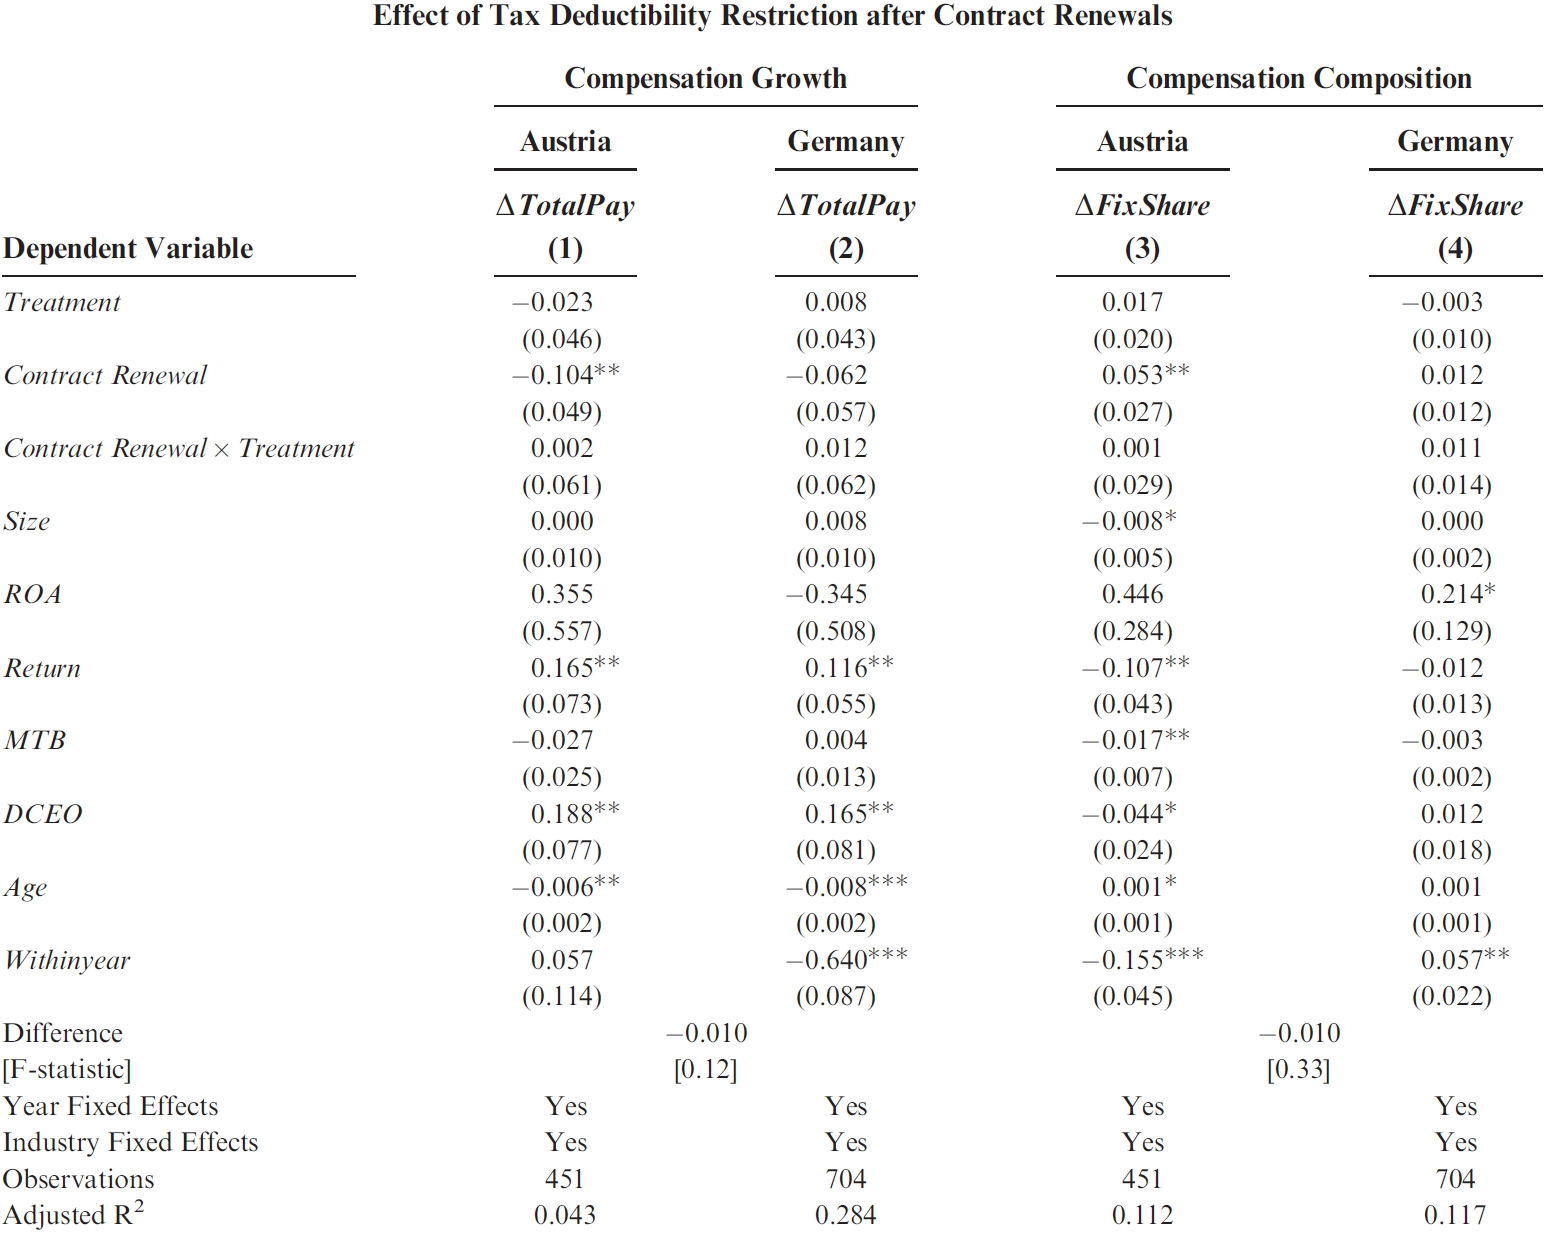 Effect of Tax Deductibility Restriction after Contract Renewals
Compensation Growth Compensation Composition
Austria Germany Austria Germany
ΔTotalPay ΔTotalPay ΔFixShare ΔFixShare
Dependent Variable (1) (2) (3) (4)
Treatment −0.023 0.008 0.017 −0.003
(0.046) (0.043) (0.020) (0.010)
Contract Renewal −0.104** −0.062 0.053** 0.012
(0.049) (0.057) (0.027) (0.012)
Contract Renewal × Treatment 0.002 0.012 0.001 0.011
(0.061) (0.062) (0.029) (0.014)
Size 0.000 0.008 −0.008* 0.000
(0.010) (0.010) (0.005) (0.002)
ROA 0.355 −0.345 0.446 0.214*
(0.557) (0.508) (0.284) (0.129)
Return 0.165** 0.116** −0.107** −0.012
(0.073) (0.055) (0.043) (0.013)
MTB −0.027 0.004 −0.017** −0.003
(0.025) (0.013) (0.007) (0.002)
DCEO 0.188** 0.165** −0.044* 0.012
(0.077) (0.081) (0.024) (0.018)
Age −0.006** −0.008*** 0.001* 0.001
(0.002) (0.002) (0.001) (0.001)
Withinyear 0.057 −0.640*** −0.155*** 0.057**
(0.114) (0.087) (0.045) (0.022)
Difference −0.010 −0.010
[F-statistic] [0.12] [0.33]
Year Fixed Effects Yes Yes Yes Yes
Industry Fixed Effects Yes Yes Yes Yes
Observations 451 704 451 704
Adjusted R² 0.043 0.284 0.112 0.117